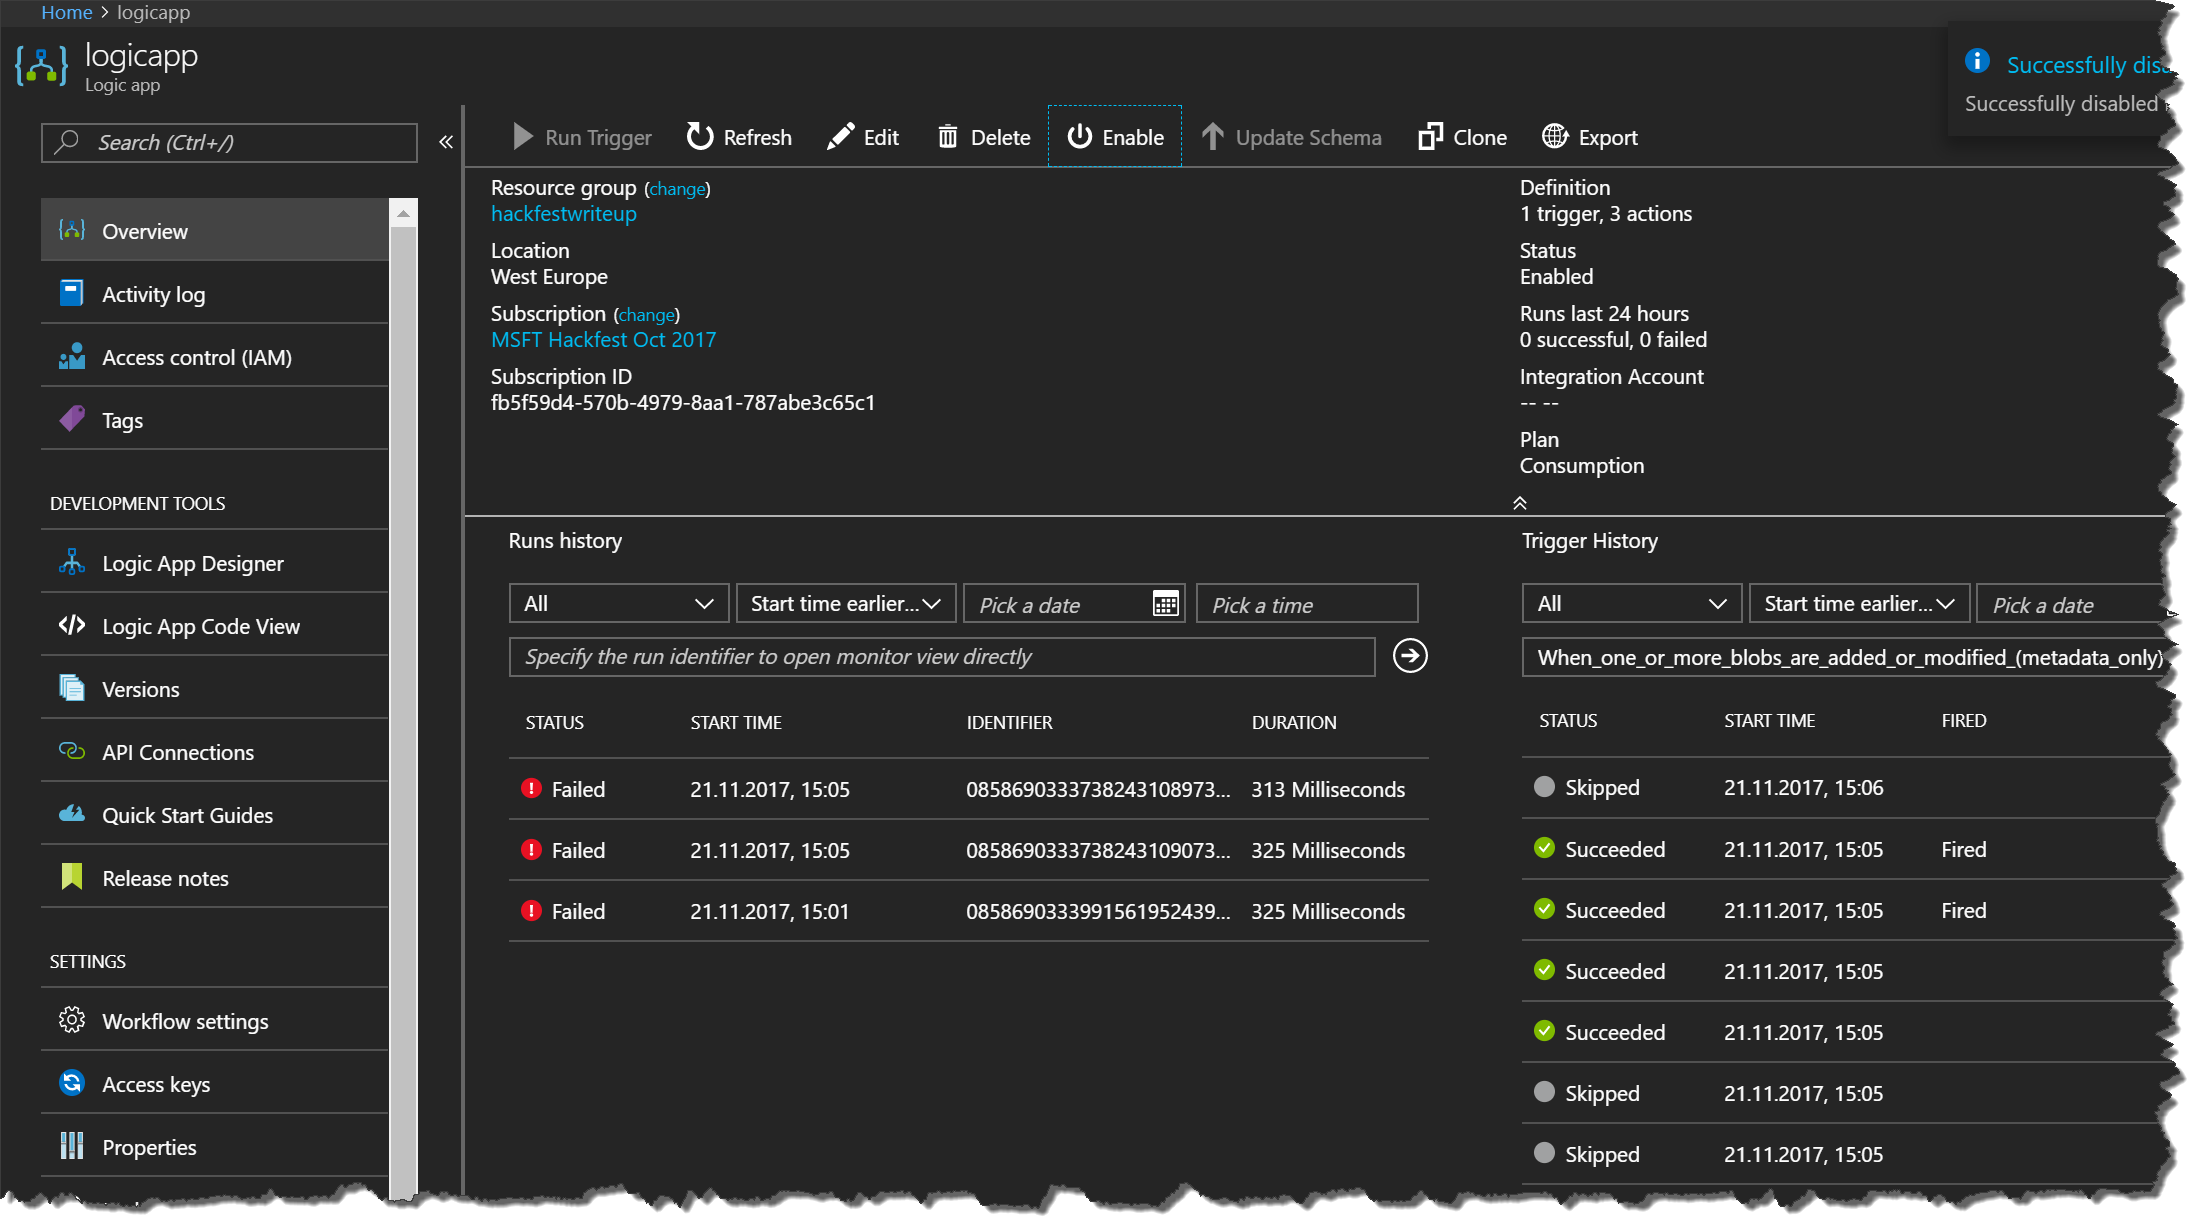 Home > logicapp
logicapp
Logic app
Successfully disa
Successfully disabled
Search (Ctrl+/)
«
Run Trigger
Refresh
Edit
Delete
Enable
Update Schema
Clone
Export
Overview
Activity log
Access control (IAM)
Tags
DEVELOPMENT TOOLS
Logic App Designer
Logic App Code View
Versions
API Connections
Quick Start Guides
Release notes
SETTINGS
Workflow settings
Access keys
Properties
Resource group (change)
hackfestwriteup
Location
West Europe
Subscription (change)
MSFT Hackfest Oct 2017
Subscription ID
fb5f59d4-570b-4979-8aa1-787abe3c65c1
Definition
1 trigger, 3 actions
Status
Enabled
Runs last 24 hours
0 successful, 0 failed
Integration Account
-- --
Plan
Consumption
Runs history
All
Start time earlier...
Pick a date
Pick a time
Specify the run identifier to open monitor view directly
STATUS START TIME IDENTIFIER DURATION
Failed 21.11.2017, 15:05 0858690333738243108973... 313 Milliseconds
Failed 21.11.2017, 15:05 0858690333738243109073... 325 Milliseconds
Failed 21.11.2017, 15:01 0858690333991561952439... 325 Milliseconds
Trigger History
All
Start time earlier...
Pick a date
When_one_or_more_blobs_are_added_or_modified_(metadata_only)
STATUS START TIME FIRED
Skipped 21.11.2017, 15:06
Succeeded 21.11.2017, 15:05 Fired
Succeeded 21.11.2017, 15:05 Fired
Succeeded 21.11.2017, 15:05
Succeeded 21.11.2017, 15:05
Skipped 21.11.2017, 15:05
Skipped 21.11.2017, 15:05